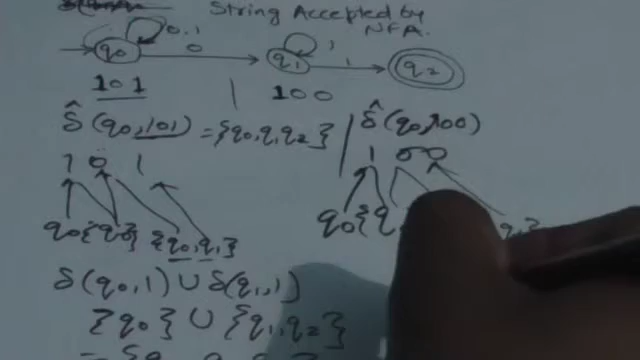 String Accepted by
NFA.
q0 0,1 0 q1 1 1 q2
101 | 100
δ̂(q0,101) = {q0,q1,q2} | δ̂(q0,100)
1 0 1 1 0 0
q0 {q0} {q0,q1} q0 {q
δ(q0,1) ∪ δ(q1,1)
{q0} ∪ {q1,q2}
= {q